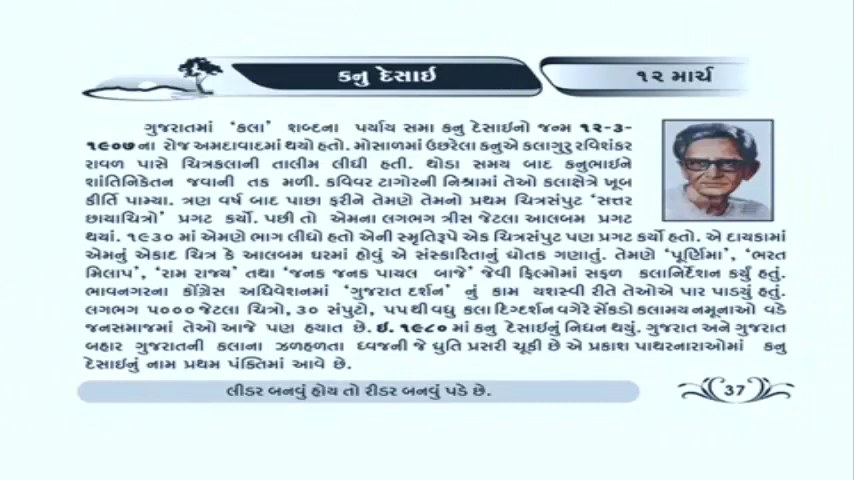 કનુ દેસાઈ
૧૨ માર્ચ
ગુજરાતમાં 'કલા' શબ્દના પર્યાય સમા કનુ દેસાઈનો જન્મ ૧૨-૩-
૧૯૦૭ના રોજ અમદાવાદમાં થયો હતો. મોસાળમાં ઉછરેલા કનુએ કલાગુરુ રવિશંકર
રાવળ પાસે ચિત્રકલાની તાલીમ લીધી હતી. થોડા સમય બાદ કનુભાઈને
શાંતિનિકેતન જવાની તક મળી. કવિવર ટાગોરની નિશ્રામાં તેઓ કલાક્ષેત્રે ખૂબ
કીર્તિ પામ્યા. ત્રણ વર્ષ બાદ પાછા ફરીને તેમણે તેમનો પ્રથમ ચિત્રસંપુટ 'સત્તર
છાયાચિત્રો' પ્રગટ કર્યો. પછી તો એમના લગભગ ત્રીસ જેટલા આલબમ પ્રગટ
થયાં. ૧૯૩૦ માં એમણે ભાગ લીધો હતો એની સ્મૃતિરૂપે એક ચિત્રસંપુટ પણ પ્રગટ કર્યો હતો. એ દાયકામાં
એમનું એકાદ ચિત્ર કે આલબમ ઘરમાં હોવું એ સંસ્કારિતાનું દ્યોતક ગણાતું. તેમણે 'પૂર્ણિમા', 'ભરત
મિલાપ', 'રામ રાજ્ય' તથા 'જનક જનક પાયલ બાજે' જેવી ફિલ્મોમાં સફળ કલાનિર્દેશન કર્યું હતું.
ભાવનગરના કોંગ્રેસ અધિવેશનમાં 'ગુજરાત દર્શન' નું કામ યશસ્વી રીતે તેઓએ પાર પાડ્યું હતું.
લગભગ ૫૦૦૦ જેટલા ચિત્રો, ૩૦ સંપુટો, ૫૫થી વધુ કલા દિગ્દર્શન વગેરે સેંકડો કલામય નમૂનાઓ વડે
જનસમાજમાં તેઓ આજે પણ હયાત છે. ઇ. ૧૯૮૦ માં કનુ દેસાઈનું નિધન થયું. ગુજરાત અને ગુજરાત
બહાર ગુજરાતની કલાના ઝળહળતા ધ્વજની જે દ્યુતિ પ્રસરી ચૂકી છે એ પ્રકાશ પાથરનારાઓમાં કનુ
દેસાઈનું નામ પ્રથમ પંક્તિમાં આવે છે.
લીડર બનવું હોય તો રીડર બનવું પડે છે.
37